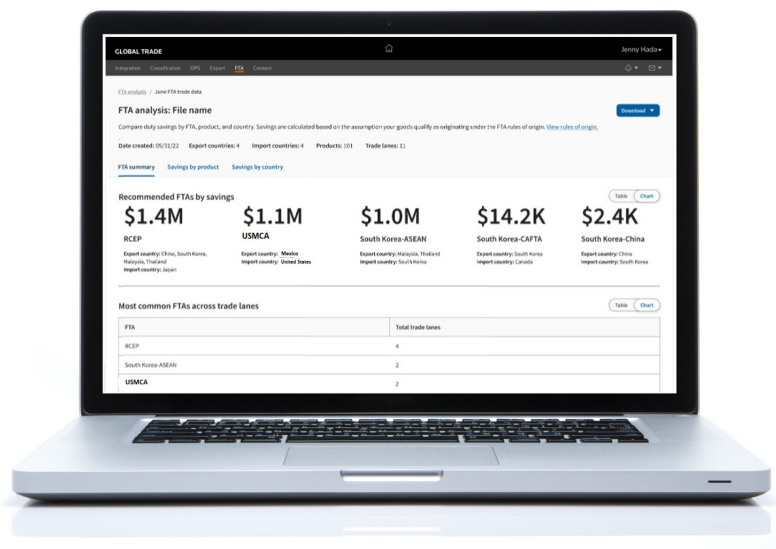 GLOBAL TRADE
Jenny Hada
Integration Classification DPS Export FTA Content
FTA analysis / June FTA trade data
FTA analysis: File name
Download
Compare duty savings by FTA, product, and country. Savings are calculated based on the assumption your goods qualify as originating under the FTA rules of origin. View rules of origin.
Date created: 05/31/22 Export countries: 4 Import countries: 4 Products: 101 Trade lanes: 11
FTA summary Savings by product Savings by country
Recommended FTAs by savings
Table Chart
$1.4M $1.1M $1.0M $14.2K $2.4K
RCEP USMCA South Korea-ASEAN South Korea-CAFTA South Korea-China
Export country: China, South Korea,
Malaysia, Thailand
Import country: Japan
Export country: Mexico
Import country: United States
Export country: Malaysia, Thailand
Import country: South Korea
Export country: South Korea
Import country: Canada
Export country: China
Import country: South Korea
Most common FTAs across trade lanes
Table Chart
FTA Total trade lanes
RCEP 4
South Korea-ASEAN 2
USMCA 2